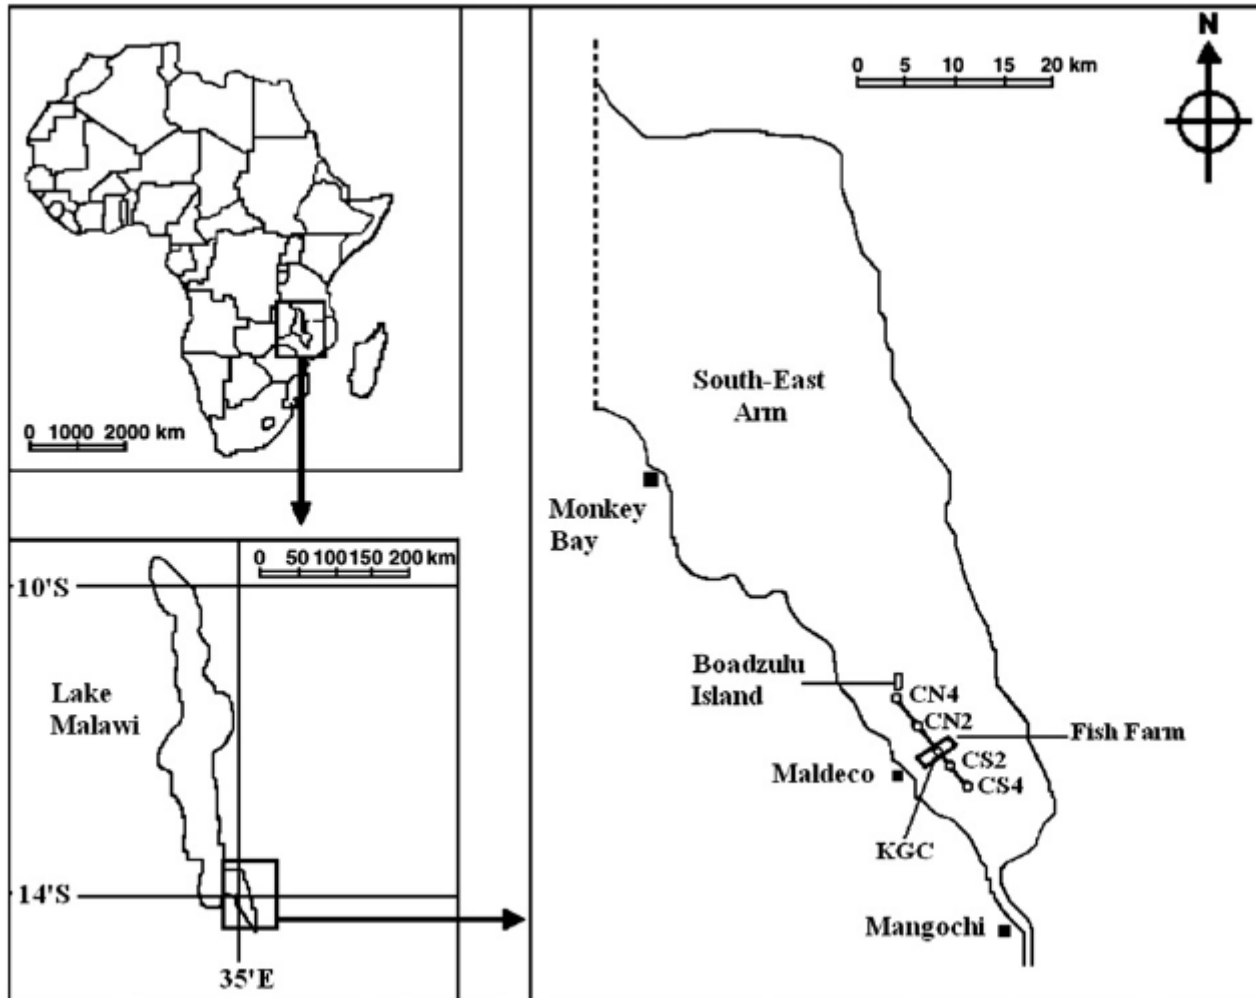 0 1000 2000 km
0 50 100 150 200 km
10'S
Lake
Malawi
14'S
35'E
N
0 5 10 15 20 km
South-East
Arm
Monkey
Bay
Boadzulu
Island
CN4
CN2
Fish Farm
CS2
Maldeco
CS4
KGC
Mangochi